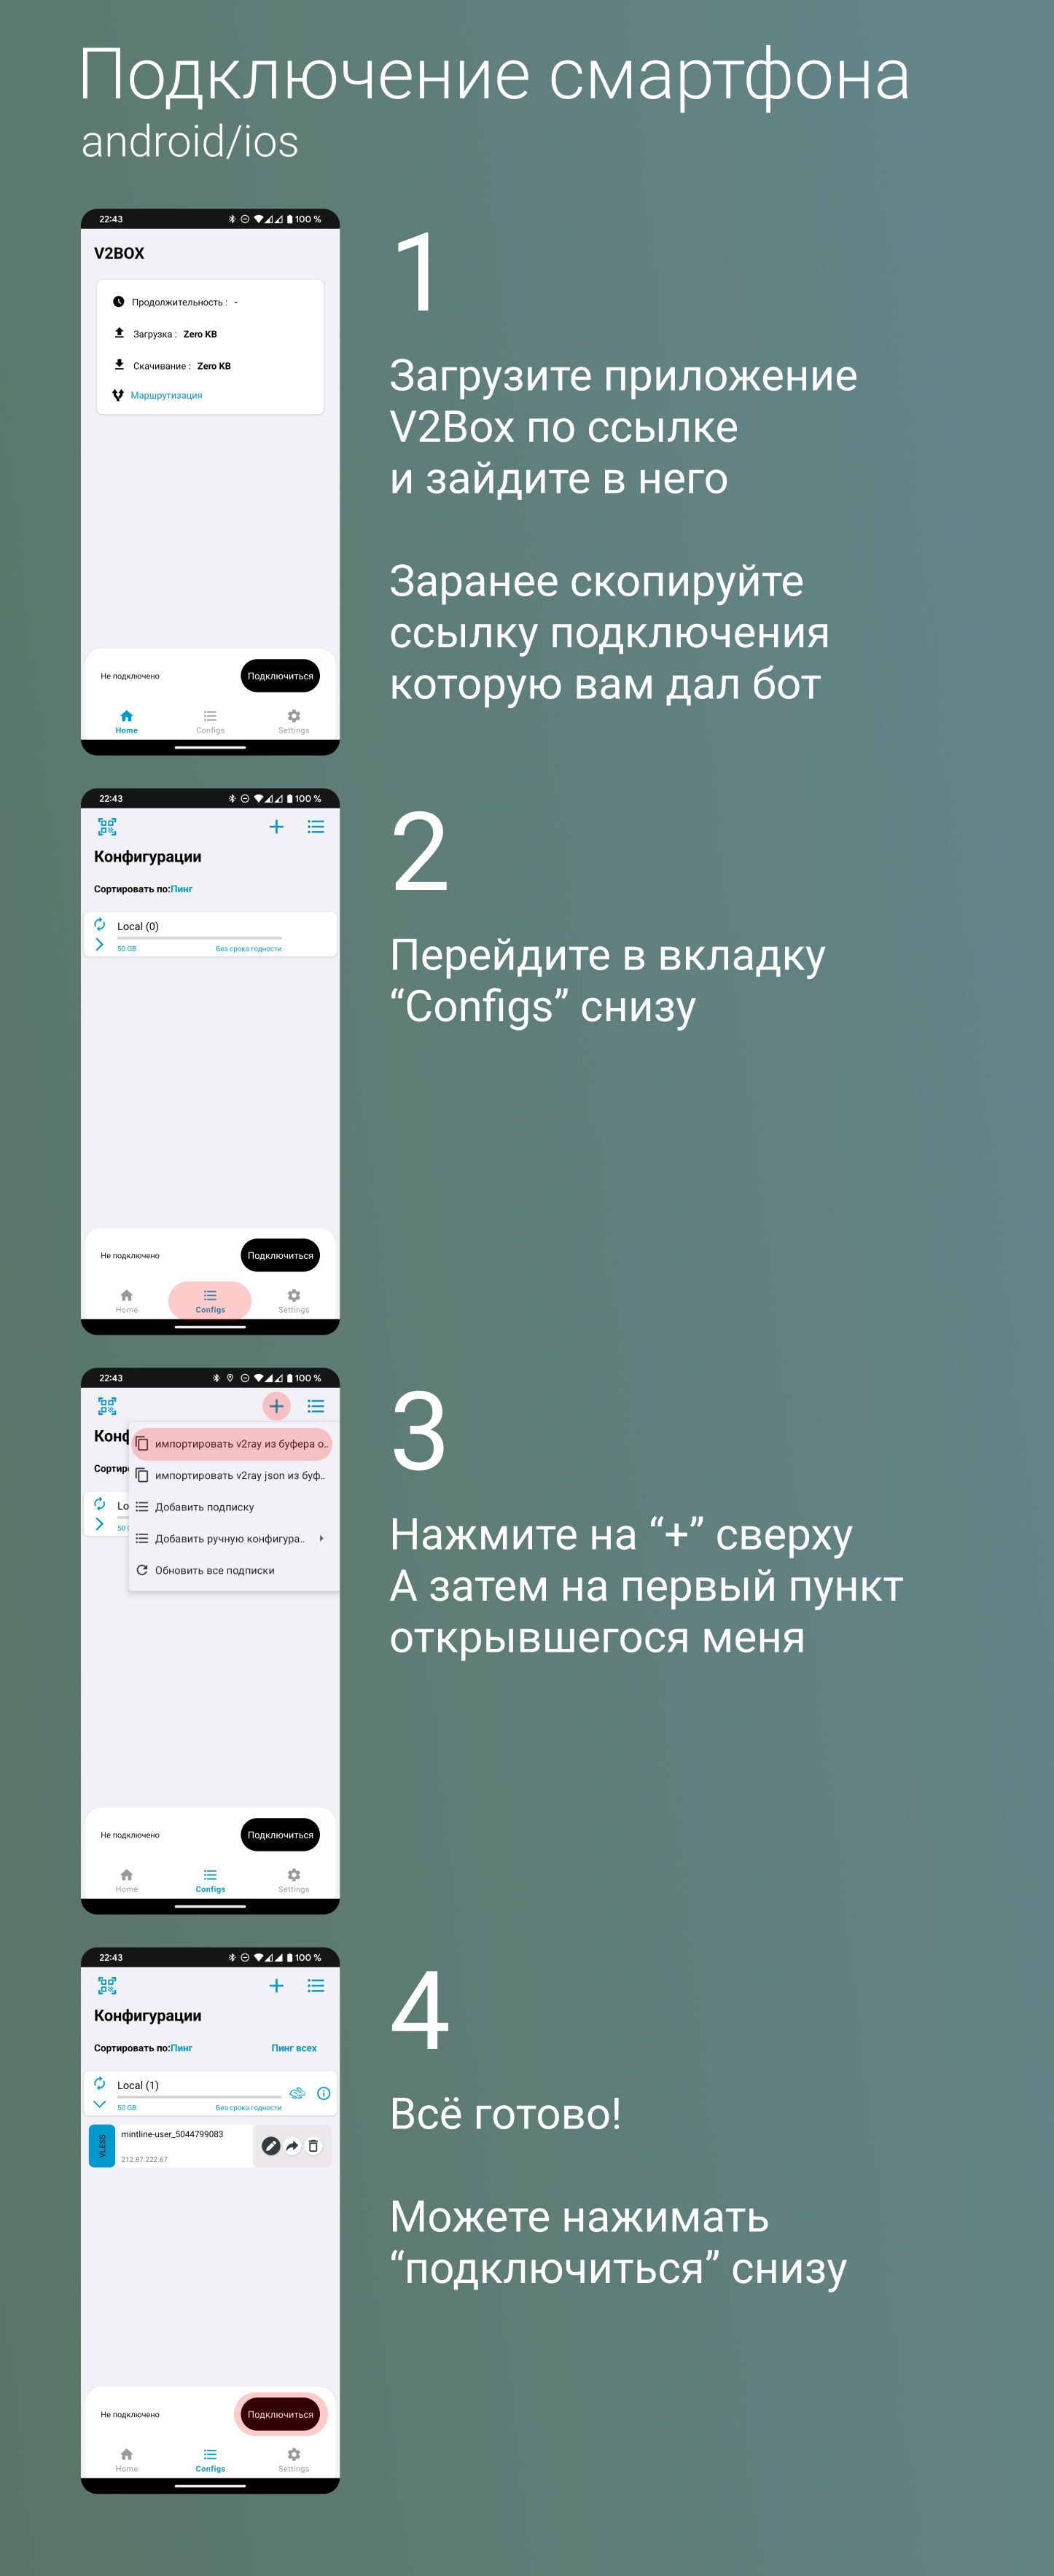 Подключение смартфона
android/ios
22:43
100 %
V2BOX
Продолжительность : -
Загрузка : Zero KB
Скачивание : Zero KB
Маршрутизация
Не подключено
Подключиться
Home
Configs
Settings
1
Загрузите приложение
V2Box по ссылке
и зайдите в него
Заранее скопируйте
ссылку подключения
которую вам дал бот
22:43
100 %
Конфигурации
Сортировать по:Пинг
Local (0)
50 GB
Без срока годности
Не подключено
Подключиться
Home
Configs
Settings
2
Перейдите в вкладку
“Configs” снизу
22:43
100 %
Конф
импортировать v2ray из буфера о..
Сортиро
импортировать v2ray json из буф..
Lo
Добавить подписку
50 G
Добавить ручную конфигура..
Обновить все подписки
Не подключено
Подключиться
Home
Configs
Settings
3
Нажмите на “+” сверху
А затем на первый пункт
открывшегося меня
22:43
100 %
Конфигурации
Сортировать по:Пинг
Пинг всех
Local (1)
50 GB
Без срока годности
VLESS
mintline-user_5044799083
212.87.222.67
Не подключено
Подключиться
Home
Configs
Settings
4
Всё готово!
Можете нажимать
“подключиться” снизу